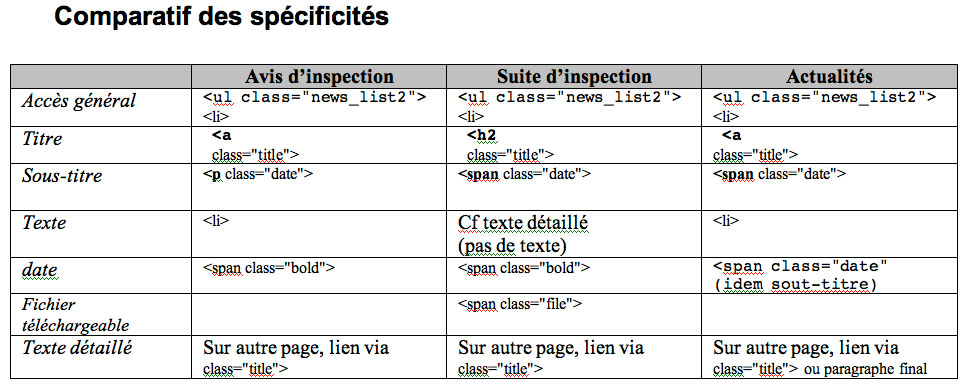 Comparatif des spécificités
Avis d’inspection Suite d’inspection Actualités
Accès général <ul class="news_list2"> <ul class="news_list2"> <ul class="news_list2">
<li> <li> <li>
Titre <a <h2 <a
class="title"> class="title"> class="title">
Sous-titre <p class="date"> <span class="date"> <span class="date">
Texte <li> Cf texte détaillé <li>
(pas de texte)
date <span class="bold"> <span class="bold"> <span class="date"
(idem sout-titre)
Fichier <span class="file">
téléchargeable
Texte détaillé Sur autre page, lien via Sur autre page, lien via Sur autre page, lien via
class="title"> class="title"> class="title"> ou paragraphe final